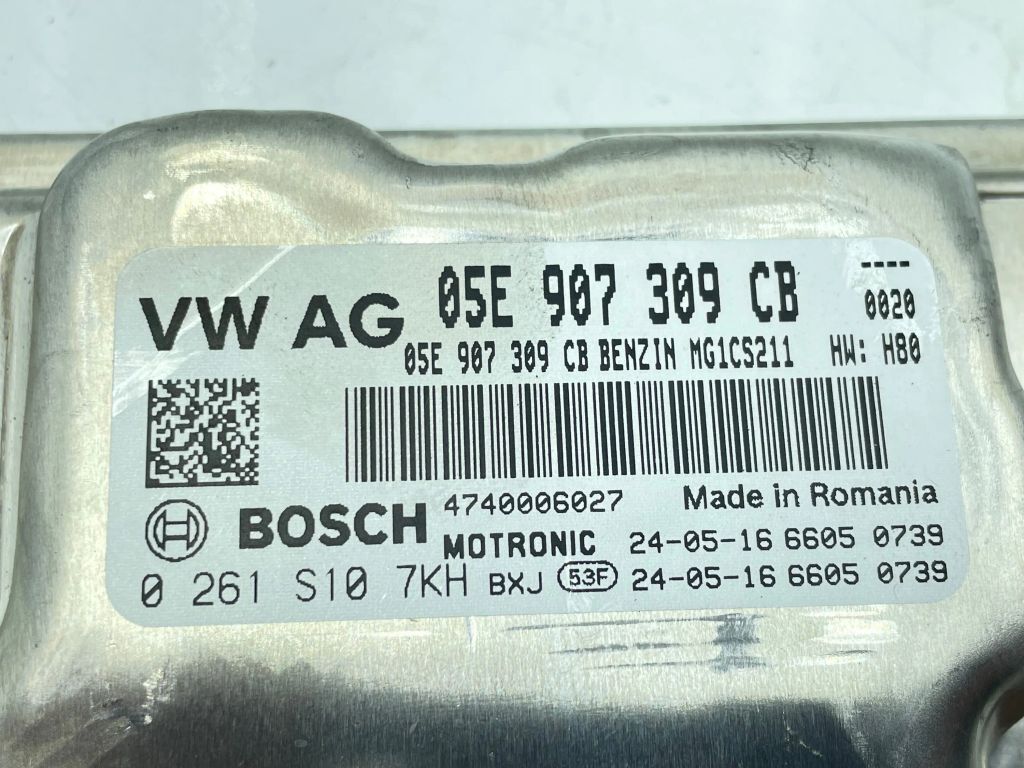 VW AG 05E 907 309 CB ----
0020
05E 907 309 CB BENZIN MG1CS211 HW: H80
4740006027 Made in Romania
BOSCH MOTRONIC 24-05-16 6605 0739
0 261 S10 7KH BXJ 53F 24-05-16 6605 0739